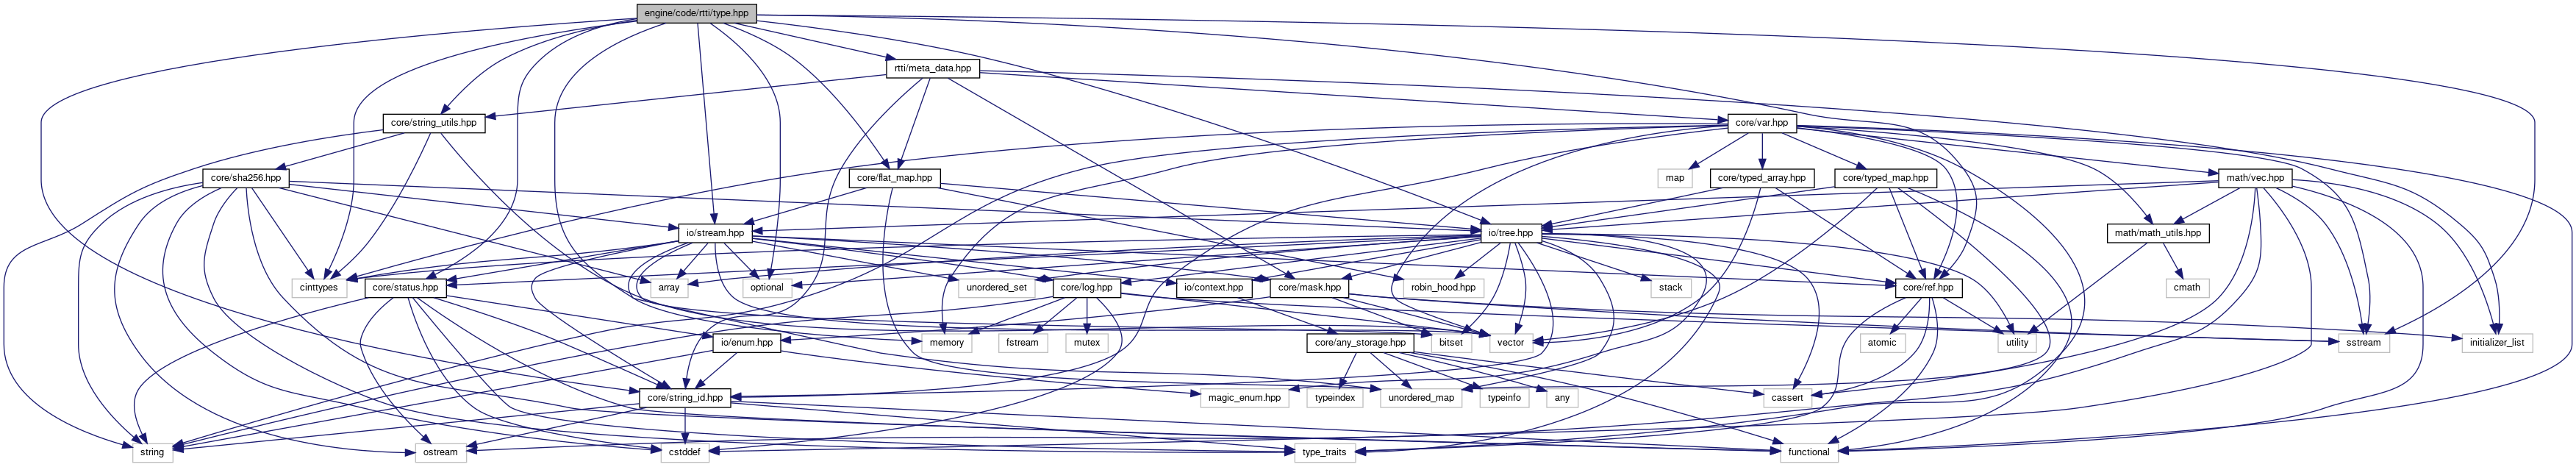 engine/code/rtti/type.hpp
rtti/meta_data.hpp
core/string_utils.hpp
core/var.hpp
core/sha256.hpp
core/flat_map.hpp
map
core/typed_array.hpp
core/typed_map.hpp
math/vec.hpp
io/stream.hpp
io/tree.hpp
math/math_utils.hpp
cinttypes
core/status.hpp
array
optional
unordered_set
core/log.hpp
io/context.hpp
core/mask.hpp
robin_hood.hpp
stack
core/ref.hpp
cmath
io/enum.hpp
memory
fstream
mutex
core/any_storage.hpp
bitset
vector
atomic
utility
sstream
initializer_list
core/string_id.hpp
magic_enum.hpp
typeindex
unordered_map
typeinfo
any
cassert
string
ostream
cstddef
type_traits
functional